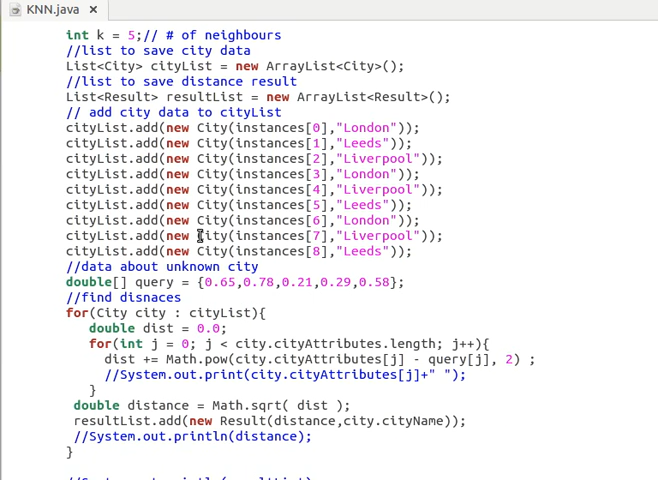 KNN.java ×
int k = 5;// # of neighbours
//list to save city data
List<City> cityList = new ArrayList<City>();
//list to save distance result
List<Result> resultList = new ArrayList<Result>();
// add city data to cityList
cityList.add(new City(instances[0],"London"));
cityList.add(new City(instances[1],"Leeds"));
cityList.add(new City(instances[2],"Liverpool"));
cityList.add(new City(instances[3],"London"));
cityList.add(new City(instances[4],"Liverpool"));
cityList.add(new City(instances[5],"Leeds"));
cityList.add(new City(instances[6],"London"));
cityList.add(new City(instances[7],"Liverpool"));
cityList.add(new City(instances[8],"Leeds"));
//data about unknown city
double[] query = {0.65,0.78,0.21,0.29,0.58};
//find disnaces
for(City city : cityList){
double dist = 0.0;
for(int j = 0; j < city.cityAttributes.length; j++){
dist += Math.pow(city.cityAttributes[j] - query[j], 2) ;
//System.out.print(city.cityAttributes[j]+" ");
}
double distance = Math.sqrt( dist );
resultList.add(new Result(distance,city.cityName));
//System.out.println(distance);
}